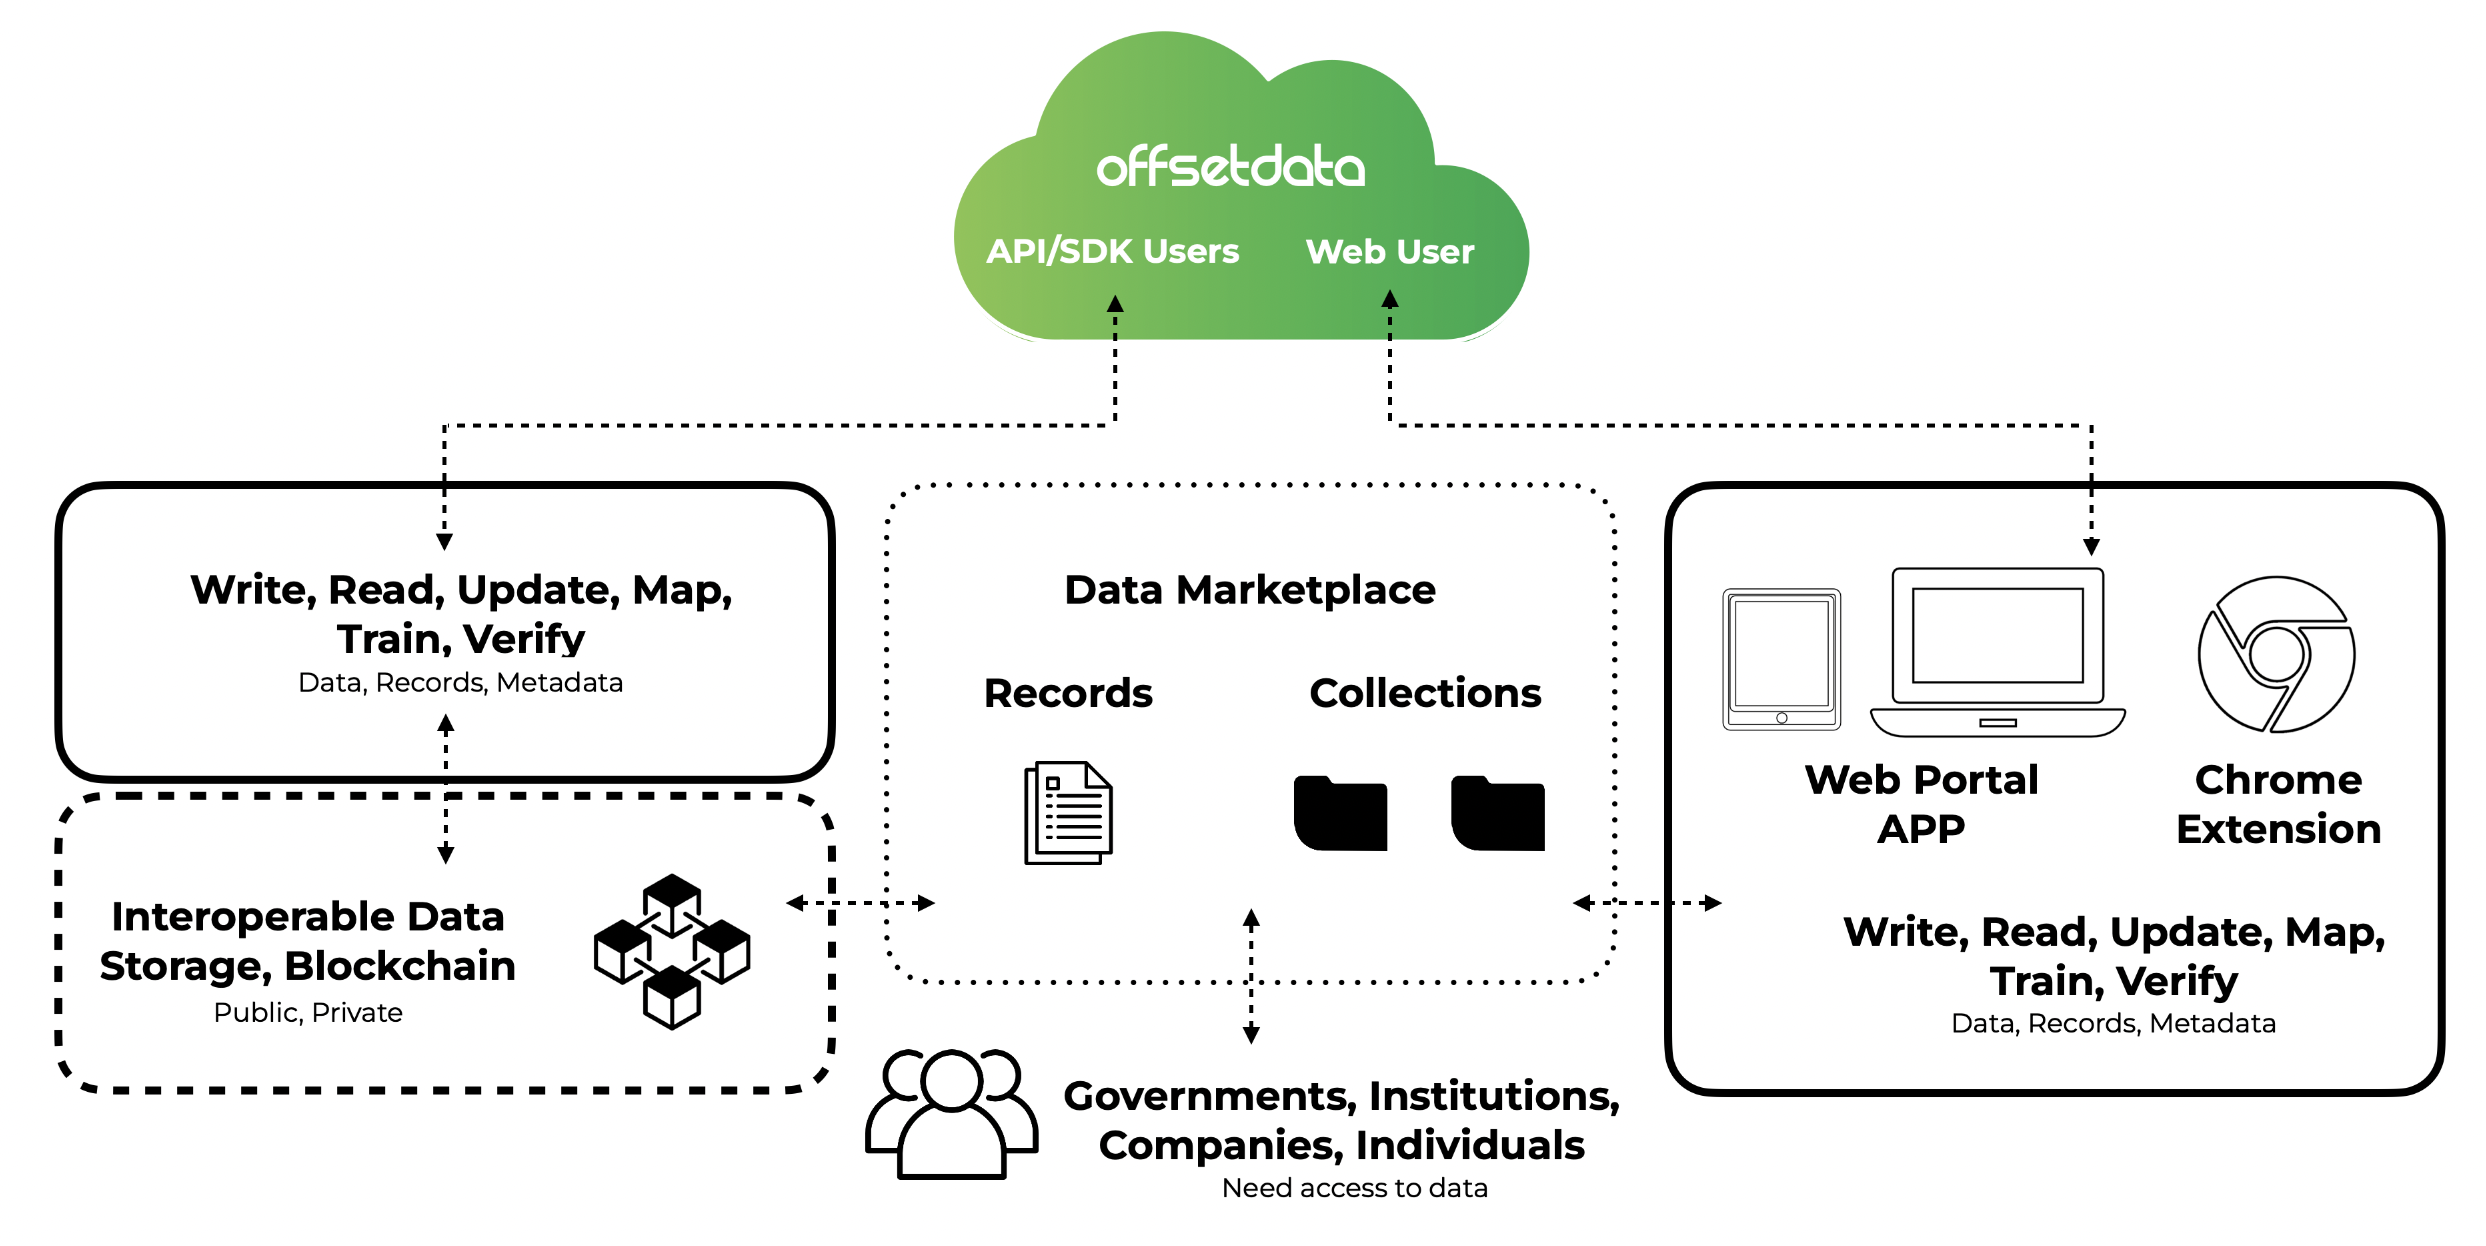 offsetdata
API/SDK Users
Web User
Write, Read, Update, Map,
Train, Verify
Data, Records, Metadata
Interoperable Data
Storage, Blockchain
Public, Private
Data Marketplace
Records
Collections
Governments, Institutions,
Companies, Individuals
Need access to data
Web Portal
APP
Chrome
Extension
Write, Read, Update, Map,
Train, Verify
Data, Records, Metadata